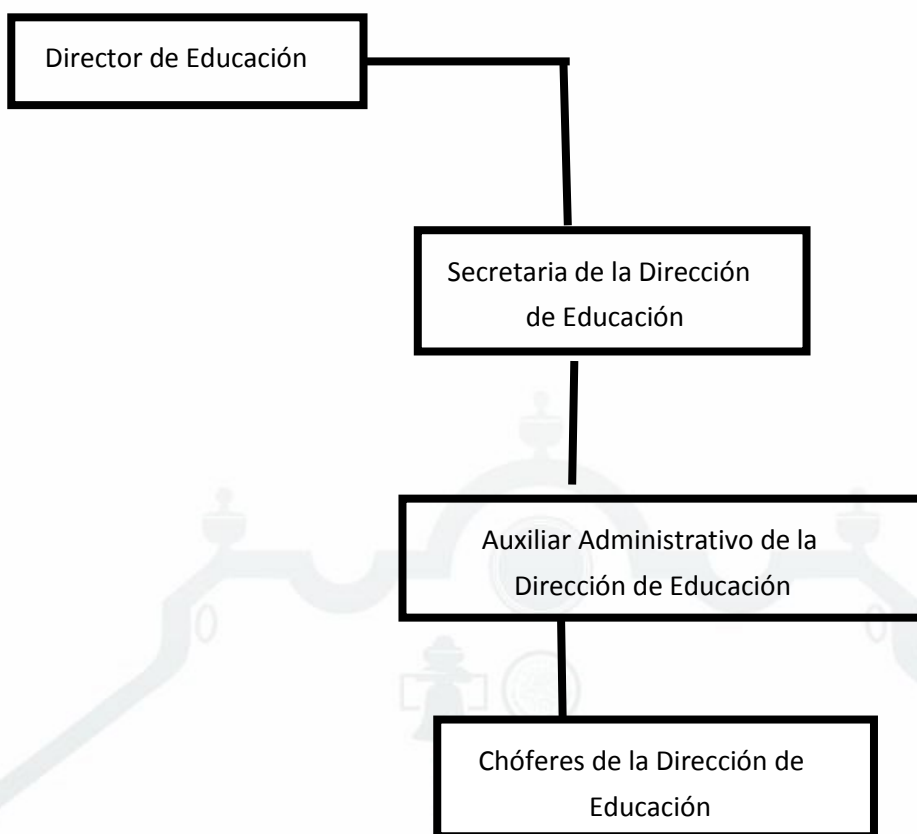 Director de Educación
Secretaria de la Dirección
de Educación
Auxiliar Administrativo de la
Dirección de Educación
Chóferes de la Dirección de
Educación